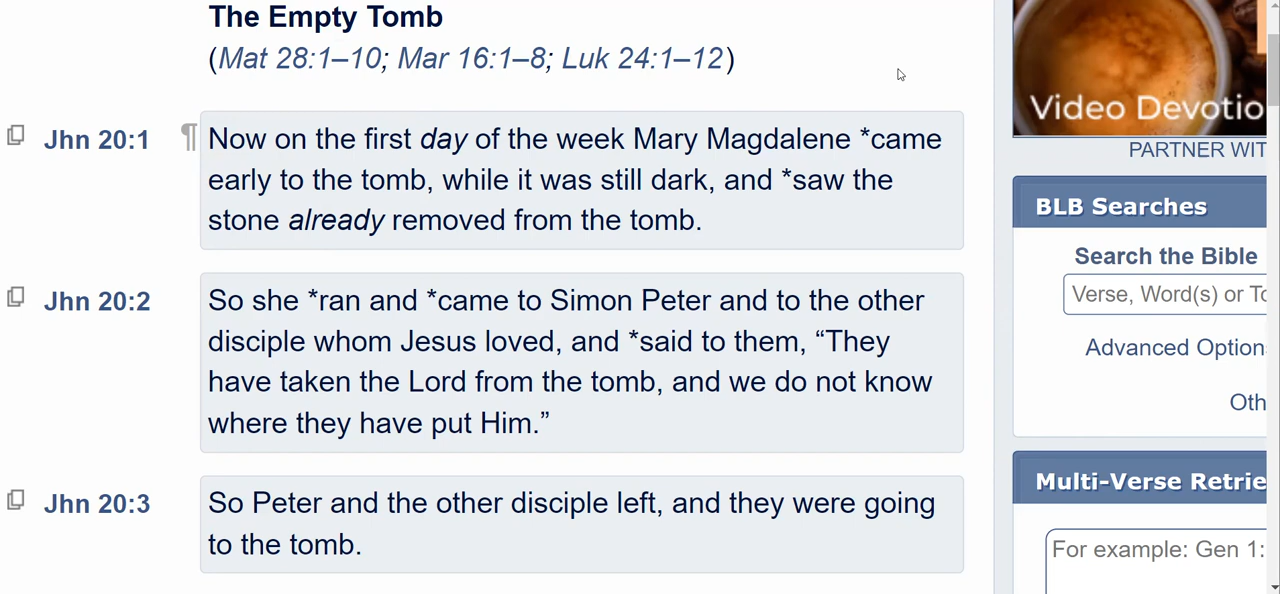 The Empty Tomb
(Mat 28:1–10; Mar 16:1–8; Luk 24:1–12)
Jhn 20:1 ¶ Now on the first day of the week Mary Magdalene *came
early to the tomb, while it was still dark, and *saw the
stone already removed from the tomb.
Jhn 20:2 So she *ran and *came to Simon Peter and to the other
disciple whom Jesus loved, and *said to them, “They
have taken the Lord from the tomb, and we do not know
where they have put Him.”
Jhn 20:3 So Peter and the other disciple left, and they were going
to the tomb.
Video Devotio
PARTNER WIT
BLB Searches
Search the Bible
Verse, Word(s) or To
Advanced Option
Oth
Multi-Verse Retrie
For example: Gen 1: